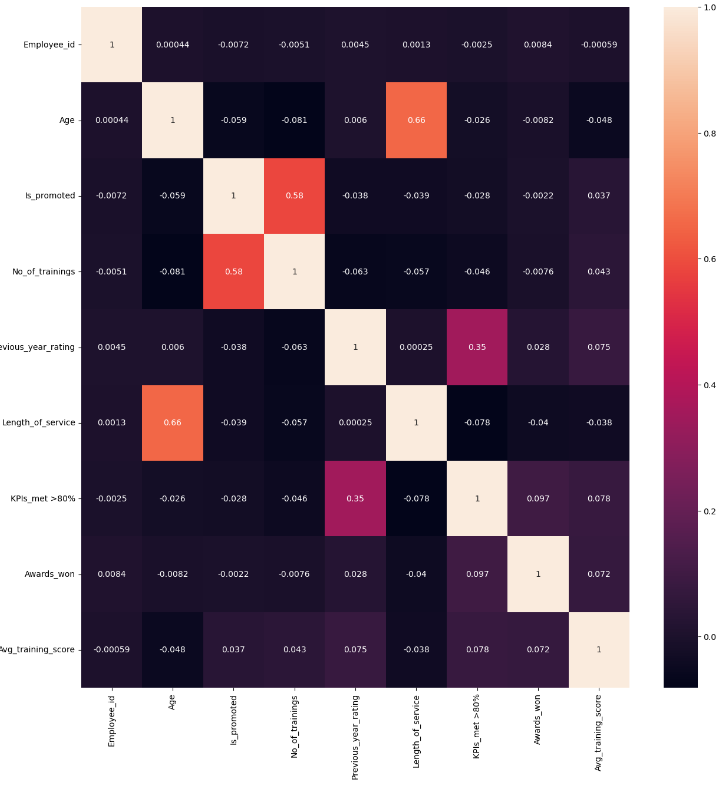 Employee_id 1 0.00044 -0.0072 -0.0051 0.0045 0.0013 -0.0025 0.0084 -0.00059
Age 0.00044 1 -0.059 -0.081 0.006 0.66 -0.026 -0.0082 -0.048
Is_promoted -0.0072 -0.059 1 0.58 -0.038 -0.039 -0.028 -0.0022 0.037
No_of_trainings -0.0051 -0.081 0.58 1 -0.063 -0.057 -0.046 -0.0076 0.043
evious_year_rating 0.0045 0.006 -0.038 -0.063 1 0.00025 0.35 0.028 0.075
Length_of_service 0.0013 0.66 -0.039 -0.057 0.00025 1 -0.078 -0.04 -0.038
KPIs_met >80% -0.0025 -0.026 -0.028 -0.046 0.35 -0.078 1 0.097 0.078
Awards_won 0.0084 -0.0082 -0.0022 -0.0076 0.028 -0.04 0.097 1 0.072
Avg_training_score -0.00059 -0.048 0.037 0.043 0.075 -0.038 0.078 0.072 1
Employee_id
Age
Is_promoted
No_of_trainings
Previous_year_rating
Length_of_service
KPIs_met >80%
Awards_won
Avg_training_score
1.0
0.8
0.6
0.4
0.2
0.0